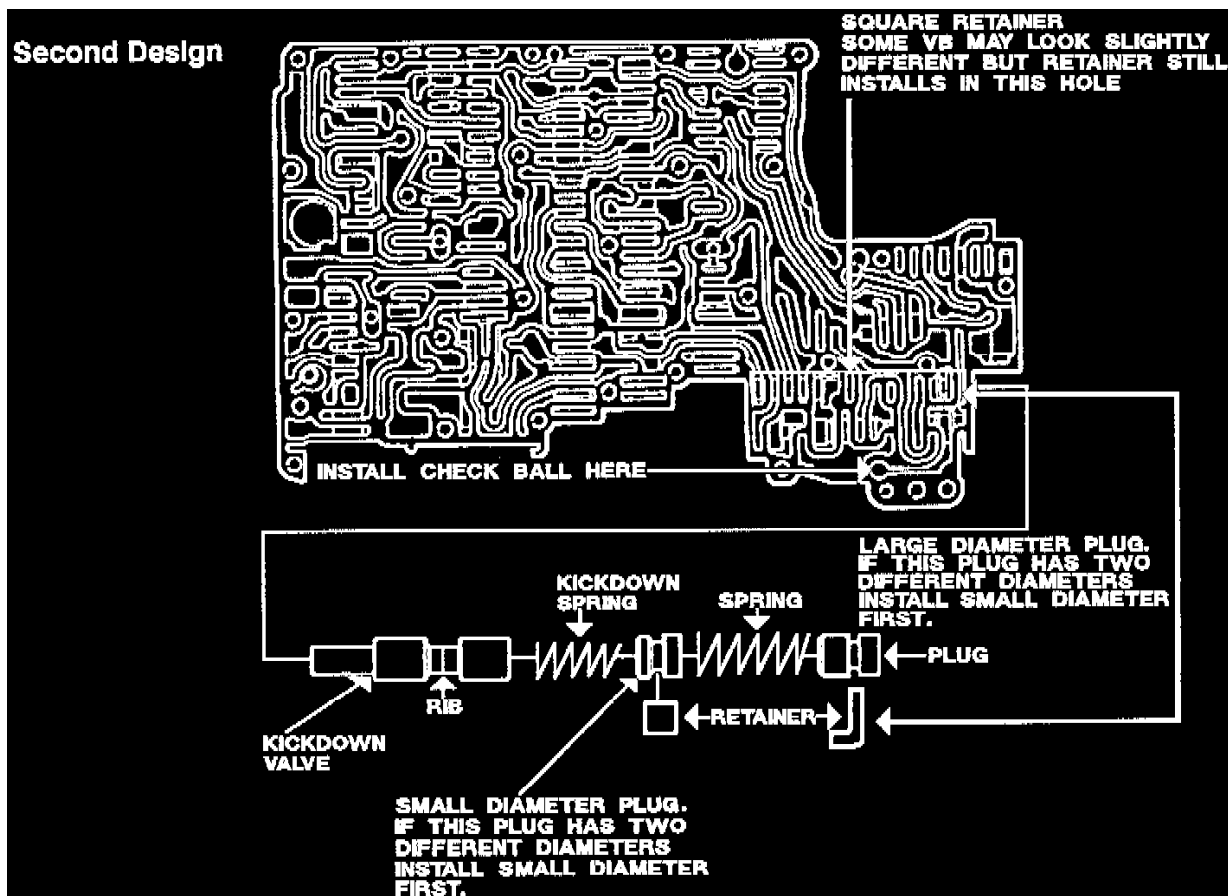 Second Design
SQUARE RETAINER
SOME VB MAY LOOK SLIGHTLY
DIFFERENT BUT RETAINER STILL
INSTALLS IN THIS HOLE
INSTALL CHECK BALL HERE
LARGE DIAMETER PLUG.
IF THIS PLUG HAS TWO
DIFFERENT DIAMETERS
INSTALL SMALL DIAMETER
FIRST.
KICKDOWN
SPRING
SPRING
PLUG
RIB
RETAINER
KICKDOWN
VALVE
SMALL DIAMETER PLUG.
IF THIS PLUG HAS TWO
DIFFERENT DIAMETERS
INSTALL SMALL DIAMETER
FIRST.